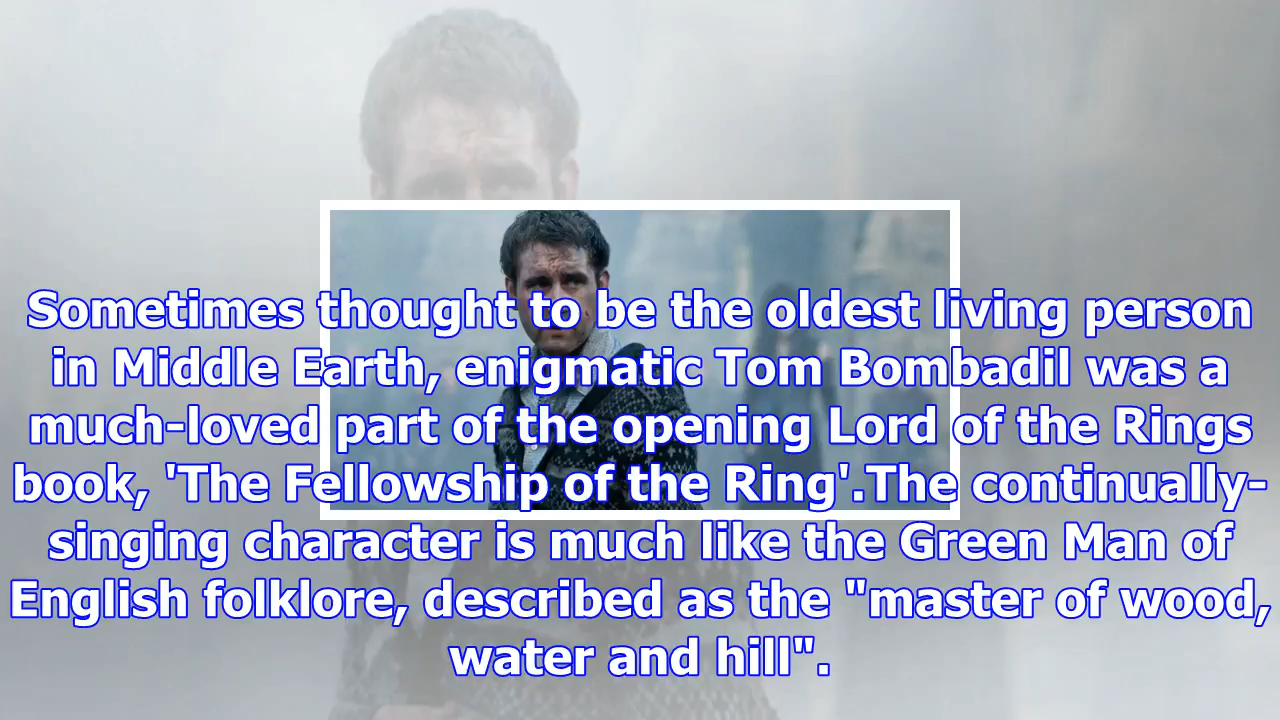 Sometimes thought to be the oldest living person
in Middle Earth, enigmatic Tom Bombadil was a
much-loved part of the opening Lord of the Rings
book, 'The Fellowship of the Ring'.The continually-
singing character is much like the Green Man of
English folklore, described as the "master of wood,
water and hill".